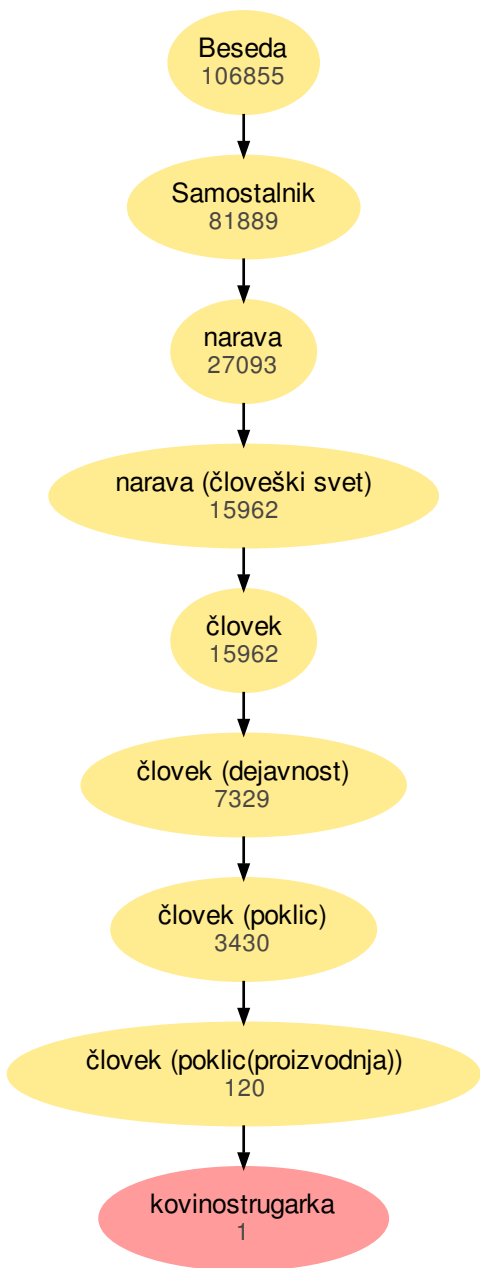 Beseda
106855
Samostalnik
81889
narava
27093
narava (človeški svet)
15962
človek
15962
človek (dejavnost)
7329
človek (poklic)
3430
človek (poklic(proizvodnja))
120
kovinostrugarka
1